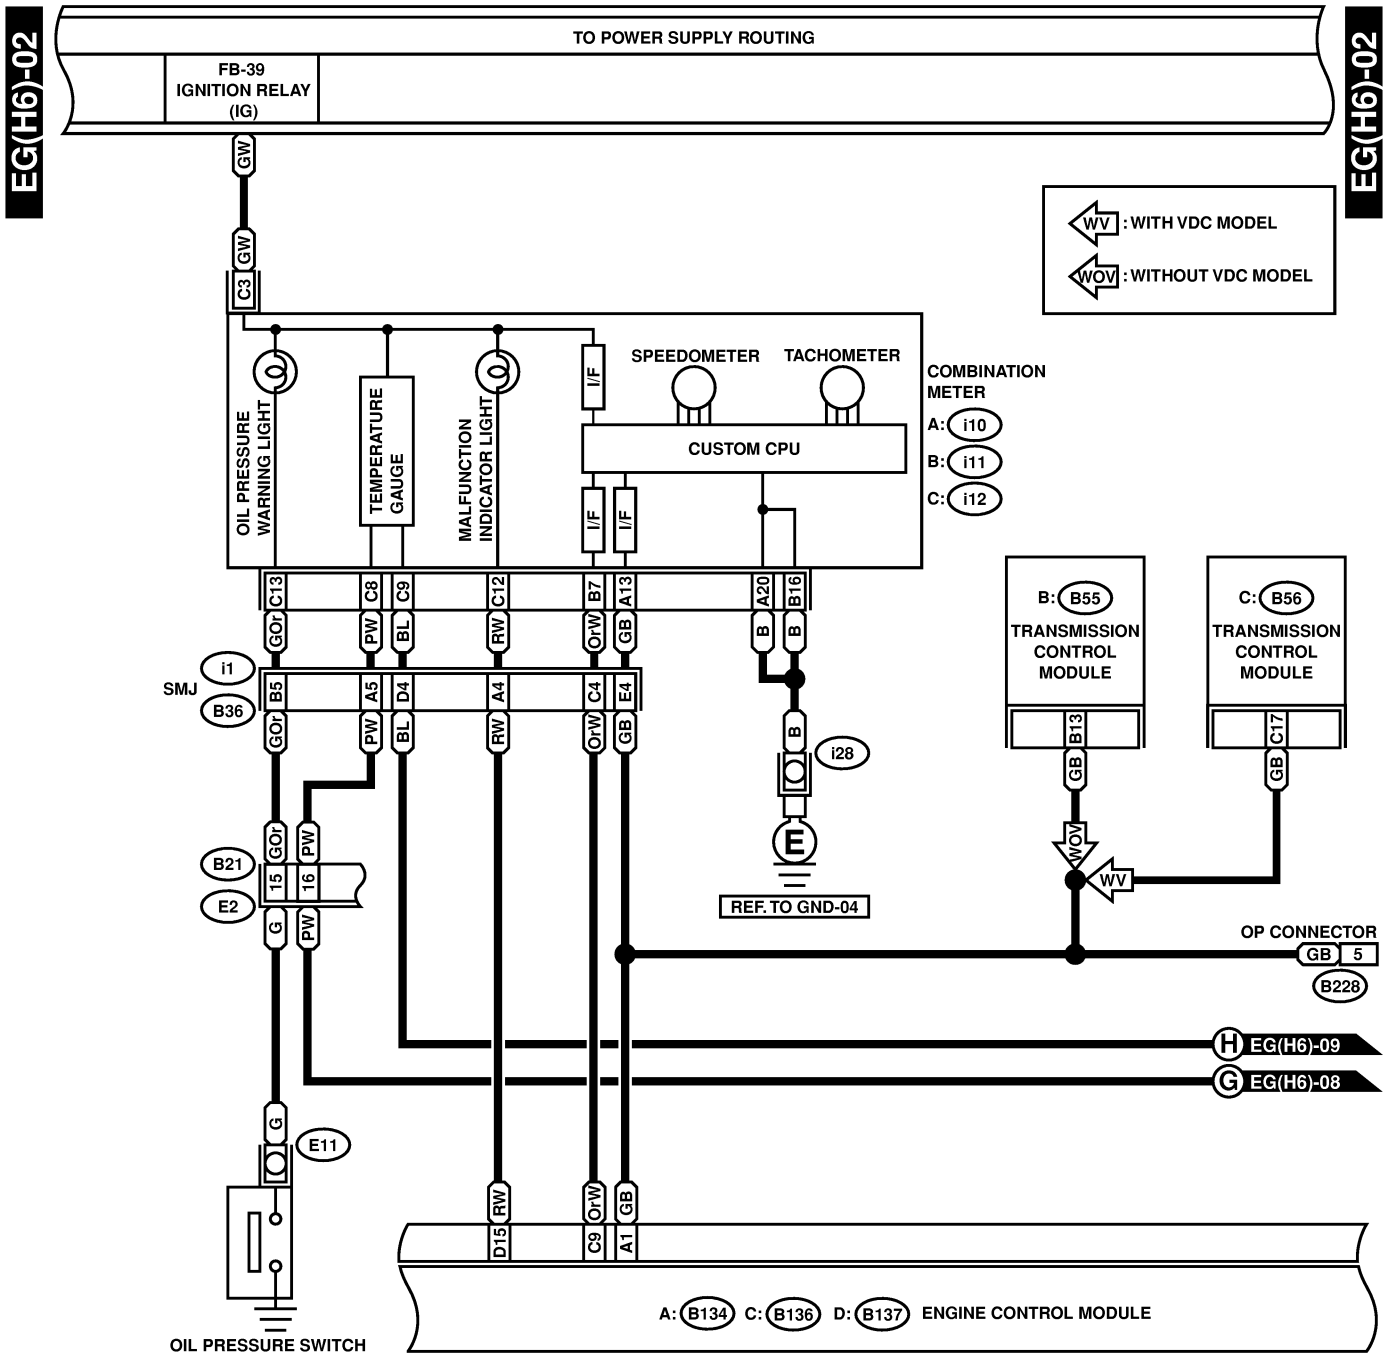 EG(H6)-02
TO POWER SUPPLY ROUTING
EG(H6)-02
FB-39
IGNITION RELAY
(IG)
GW
GW
C3
WV : WITH VDC MODEL
WOV : WITHOUT VDC MODEL
OIL PRESSURE
WARNING LIGHT
TEMPERATURE
GAUGE
MALFUNCTION
INDICATOR LIGHT
I/F
SPEEDOMETER
TACHOMETER
CUSTOM CPU
I/F
I/F
COMBINATION
METER
A: i10
B: i11
C: i12
C13 C8 C9 C12 B7 A13 A20 B16
GOr PW BL RW OrW GB B B
SMJ
i1
B36
B5 A5 D4 A4 C4 E4
GOr PW BL RW OrW GB
B
i28
E
REF. TO GND-04
B: B55
TRANSMISSION
CONTROL
MODULE
B13
GB
WOV
C: B56
TRANSMISSION
CONTROL
MODULE
C17
GB
WV
GOr PW
B21
15 16
E2
G PW
OP CONNECTOR
GB 5
B228
H EG(H6)-09
G EG(H6)-08
G
E11
OIL PRESSURE SWITCH
RW OrW GB
D15 C9 A1
A: B134 C: B136 D: B137 ENGINE CONTROL MODULE